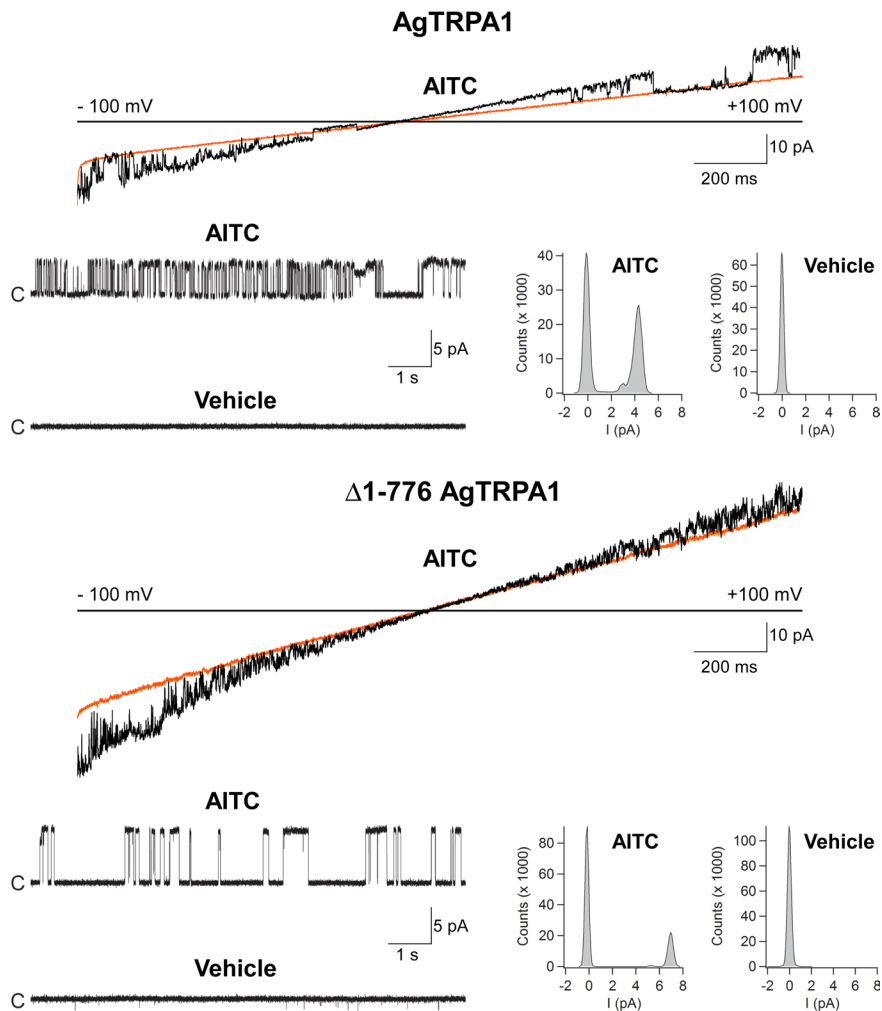 AgTRPA1
AITC
- 100 mV
+100 mV
10 pA
200 ms
AITC
C
5 pA
1 s
Vehicle
C
AITC
Counts (x 1000)
40
30
20
10
0
-2 0 2 4 6 8
I (pA)
Vehicle
Counts (x 1000)
60
50
40
30
20
10
0
-2 0 2 4 6 8
I (pA)
Δ1-776 AgTRPA1
AITC
- 100 mV
+100 mV
10 pA
200 ms
AITC
C
5 pA
1 s
Vehicle
C
AITC
Counts (x 1000)
80
60
40
20
0
-2 0 2 4 6 8
I (pA)
Vehicle
Counts (x 1000)
100
80
60
40
20
0
-2 0 2 4 6 8
I (pA)